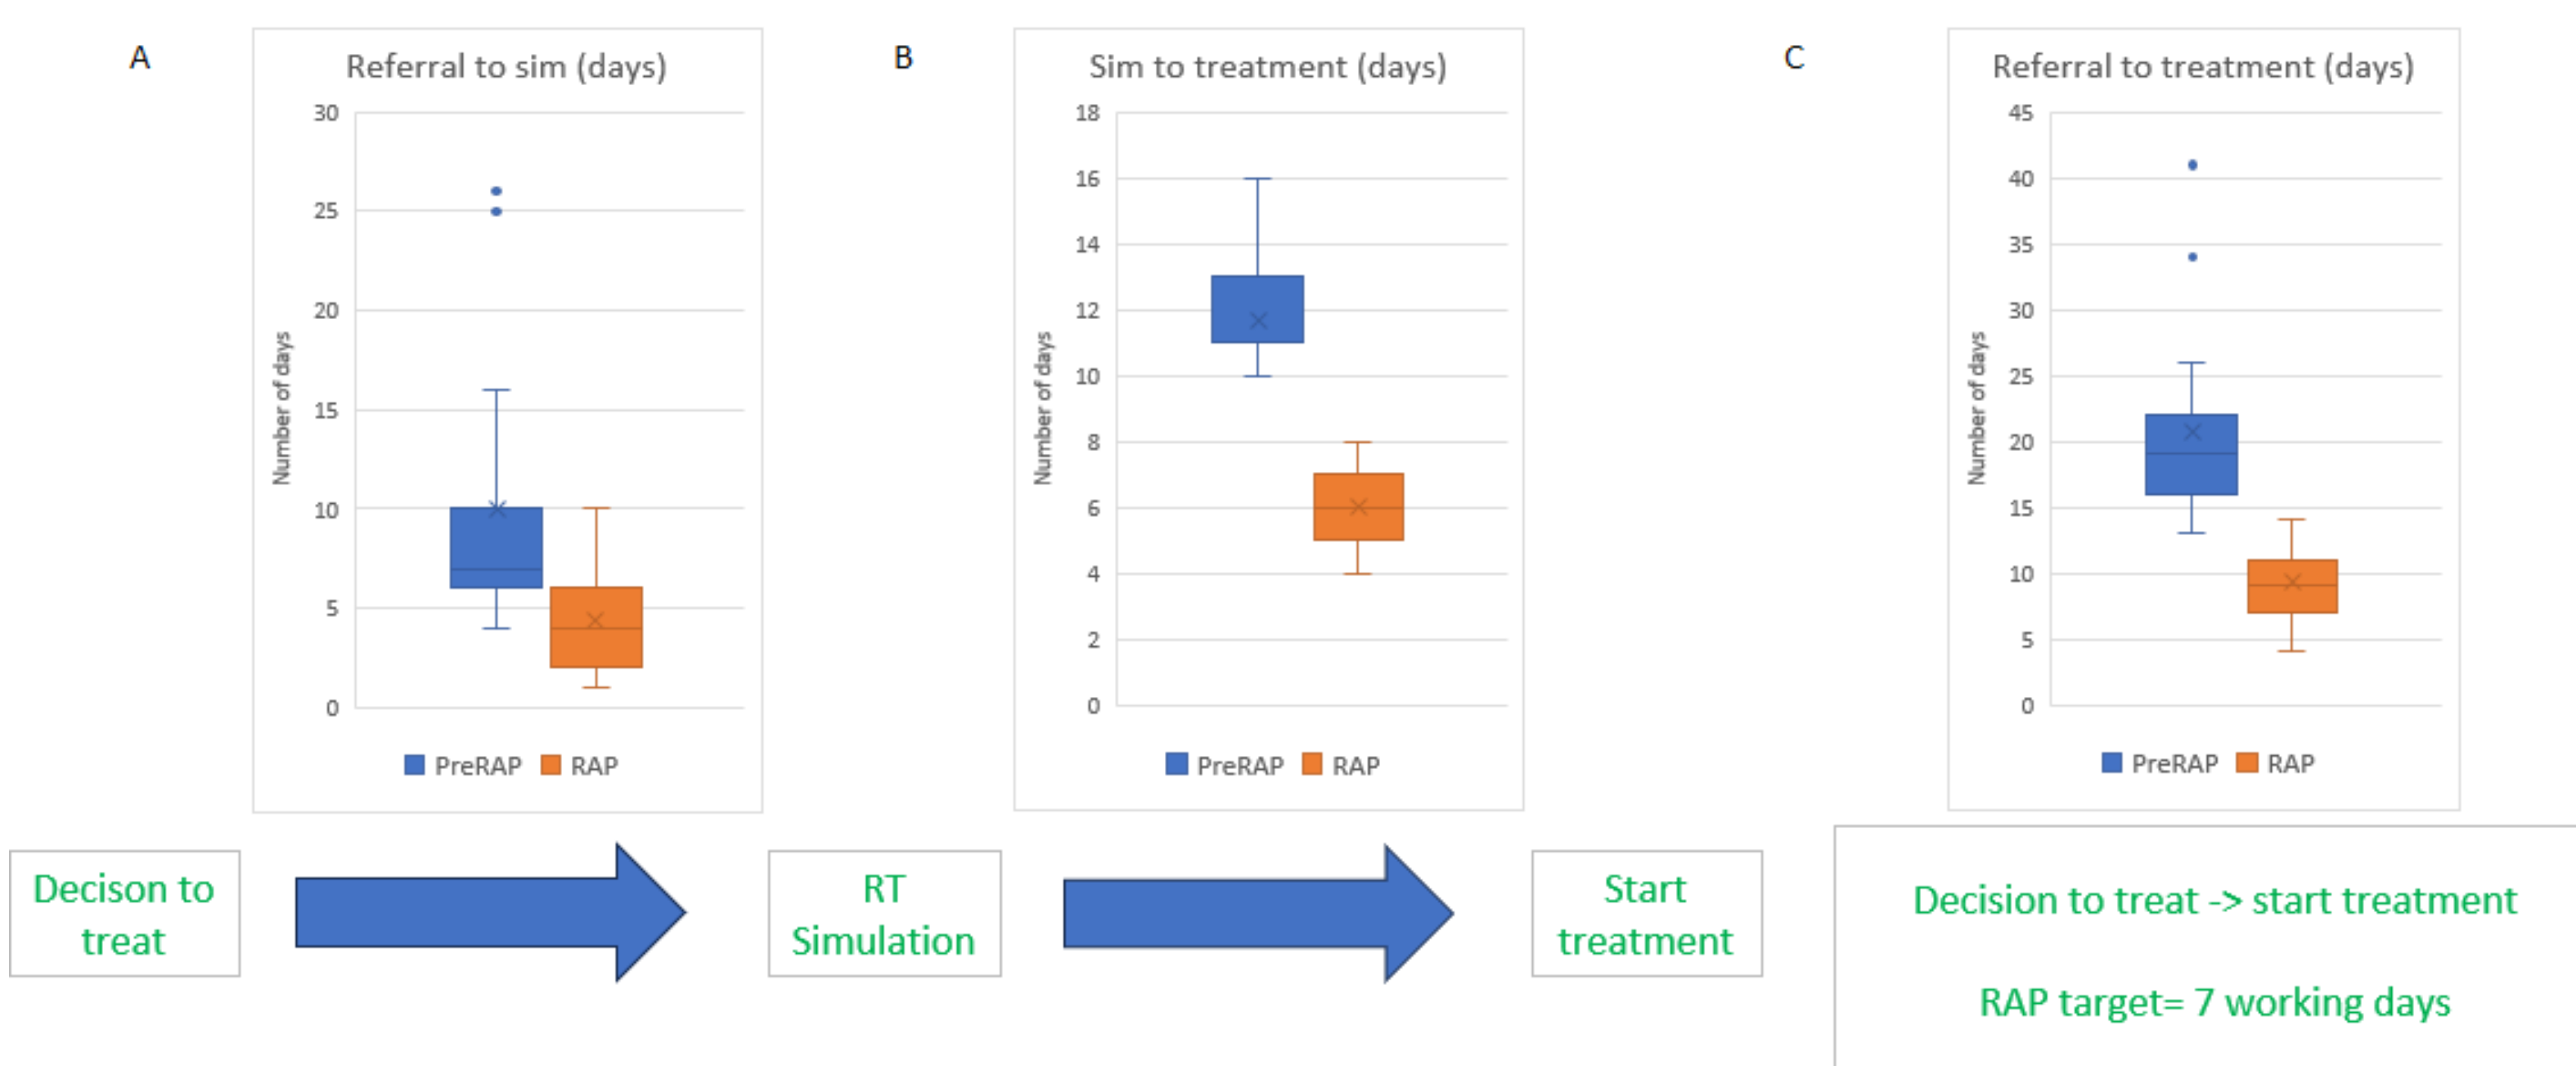 A
Referral to sim (days)
30
25
20
15
10
5
0
Number of days
PreRAP
RAP
B
Sim to treatment (days)
18
16
14
12
10
8
6
4
2
0
Number of days
PreRAP
RAP
C
Referral to treatment (days)
45
40
35
30
25
20
15
10
5
0
Number of days
PreRAP
RAP
Decison to
treat
RT
Simulation
Start
treatment
Decision to treat -> start treatment
RAP target= 7 working days